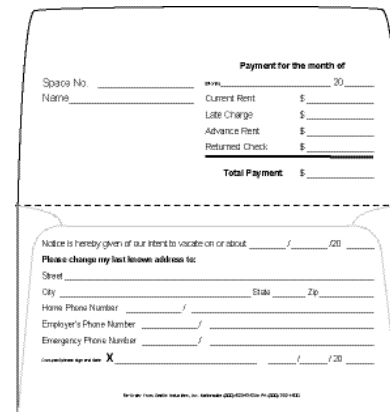 Payment for the month of
Space No.
20
Name
Current Rent $
Late Charge $
Advance Rent $
Returned Check $
Total Payment $
Notice is hereby given of our intent to vacate on or about / /20
Please change my last known address to:
Street
City State Zip
Home Phone Number /
Employer's Phone Number /
Emergency Phone Number /
X / / 20